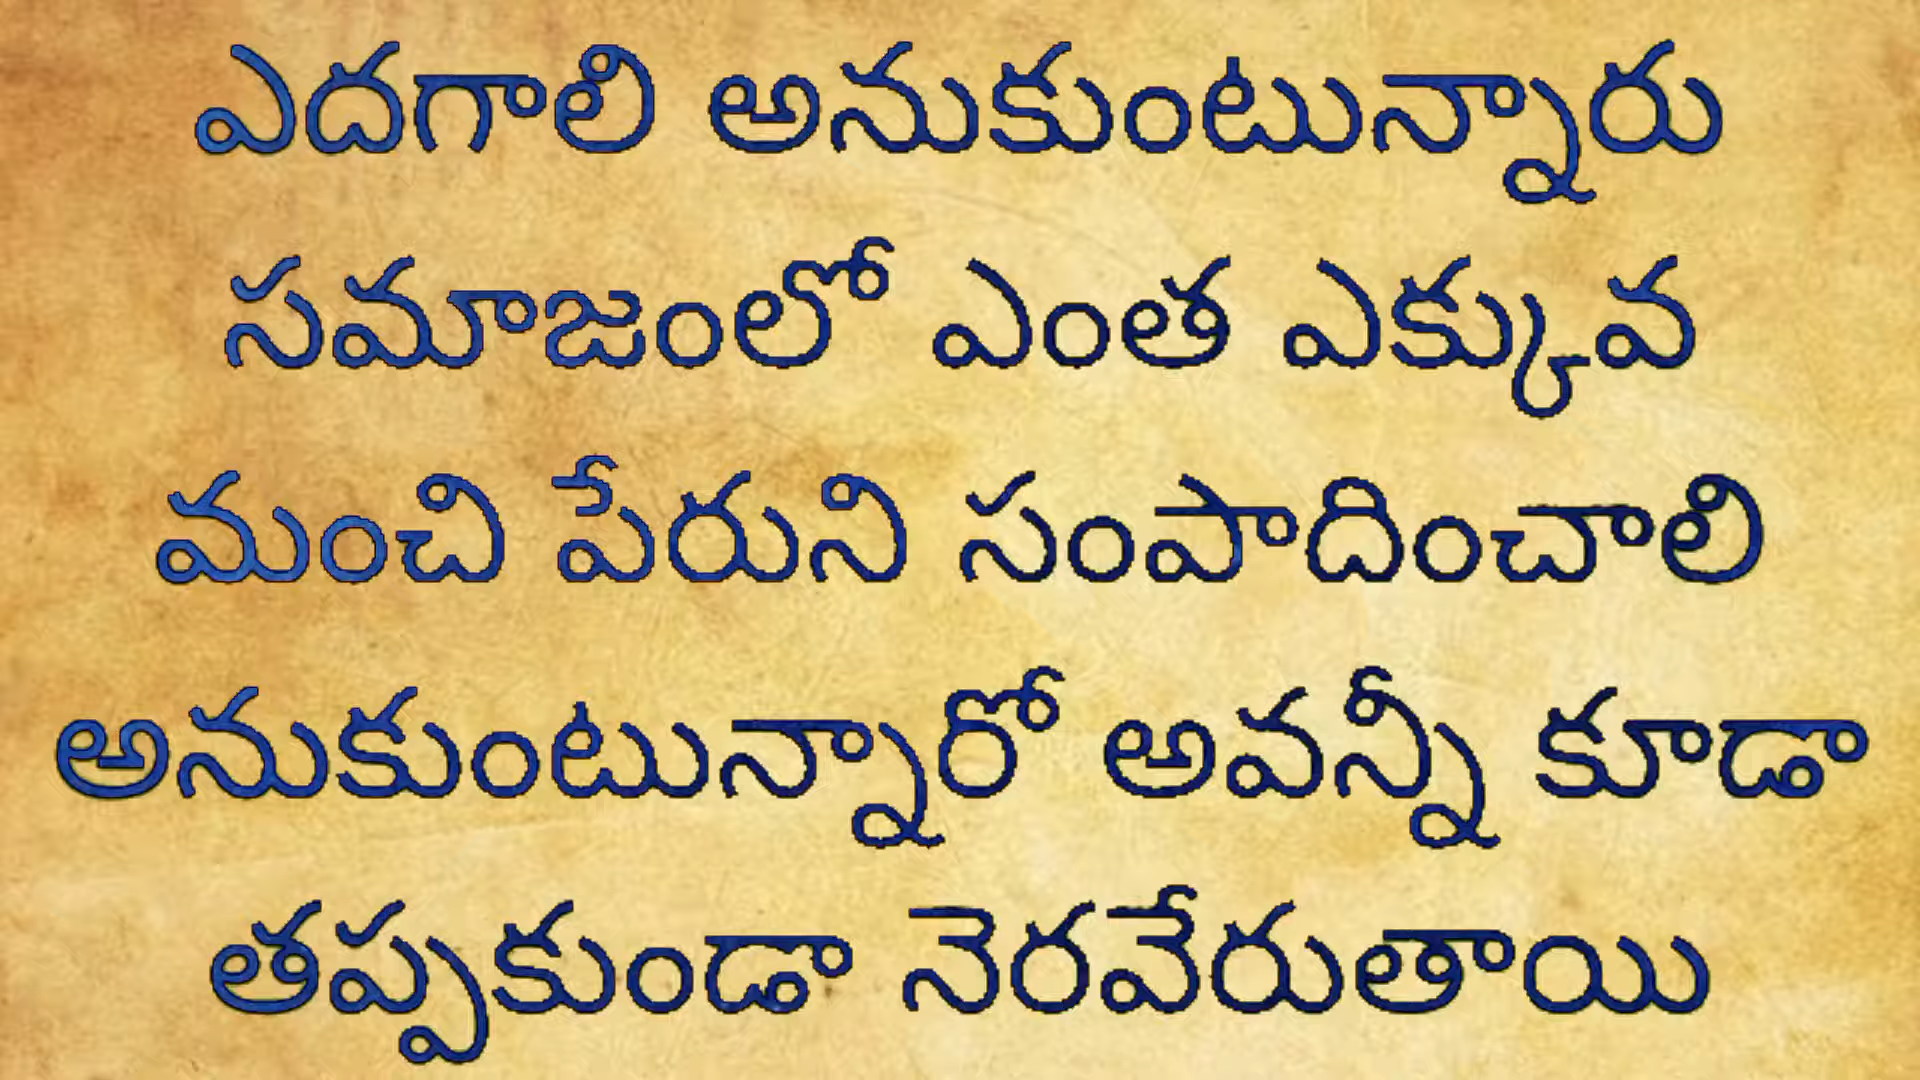 ఎదగాలి అనుకుంటున్నారు
సమాజంలో ఎంత ఎక్కువ
మంచి పేరుని సంపాదించాలి
అనుకుంటున్నారో అవన్నీ కూడా
తప్పకుండా నెరవేరుతాయి